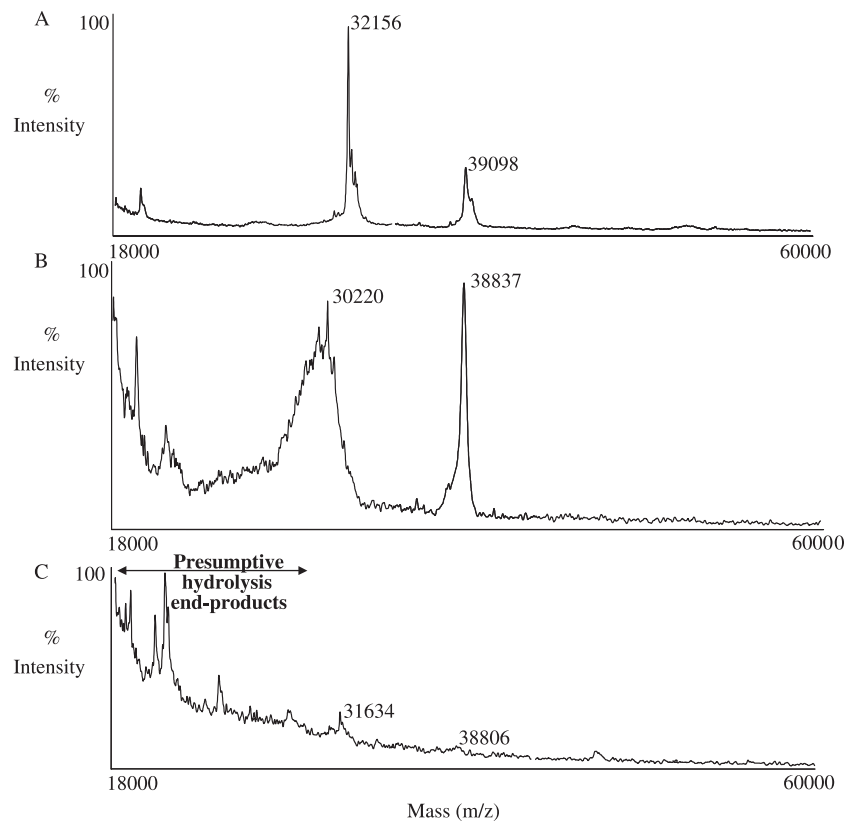 A
100
32156
%
Intensity
39098
18000
60000
B
100
30220
38837
%
Intensity
18000
60000
C
100
Presumptive
hydrolysis
end-products
%
Intensity
31634
38806
18000
60000
Mass (m/z)